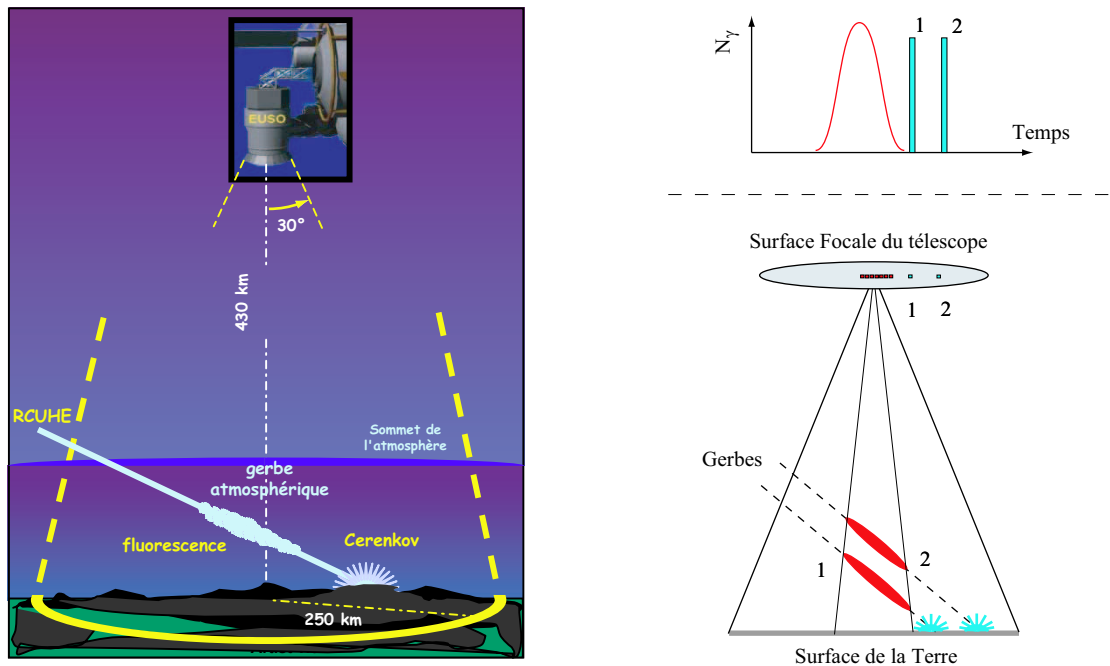 EUSO
30°
430 km
RCUHE
Sommet de
l'atmosphère
gerbe
atmosphérique
fluorescence
Cerenkov
250 km
Nγ
1
2
Temps
Surface Focale du télescope
1
2
Gerbes
1
2
Surface de la Terre